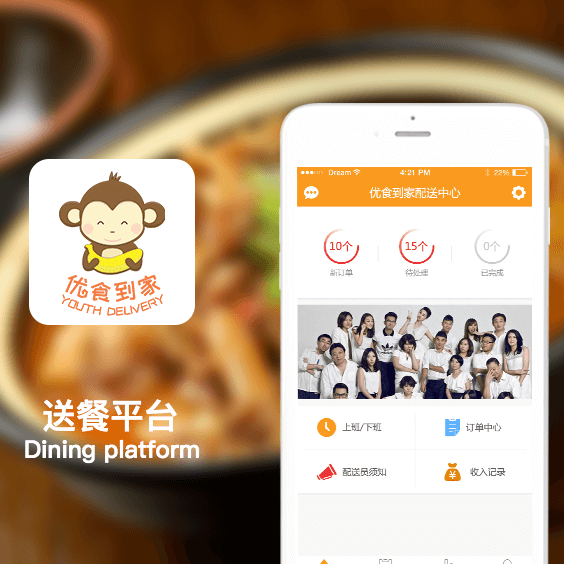 优食到家
YOUTH DELIVERY
送餐平台
Dining platform
Dream 4:21 PM 22%
优食到家配送中心
10个 15个 0个
新订单 待处理 已完成
上班/下班 订单中心
配送员须知 收入记录